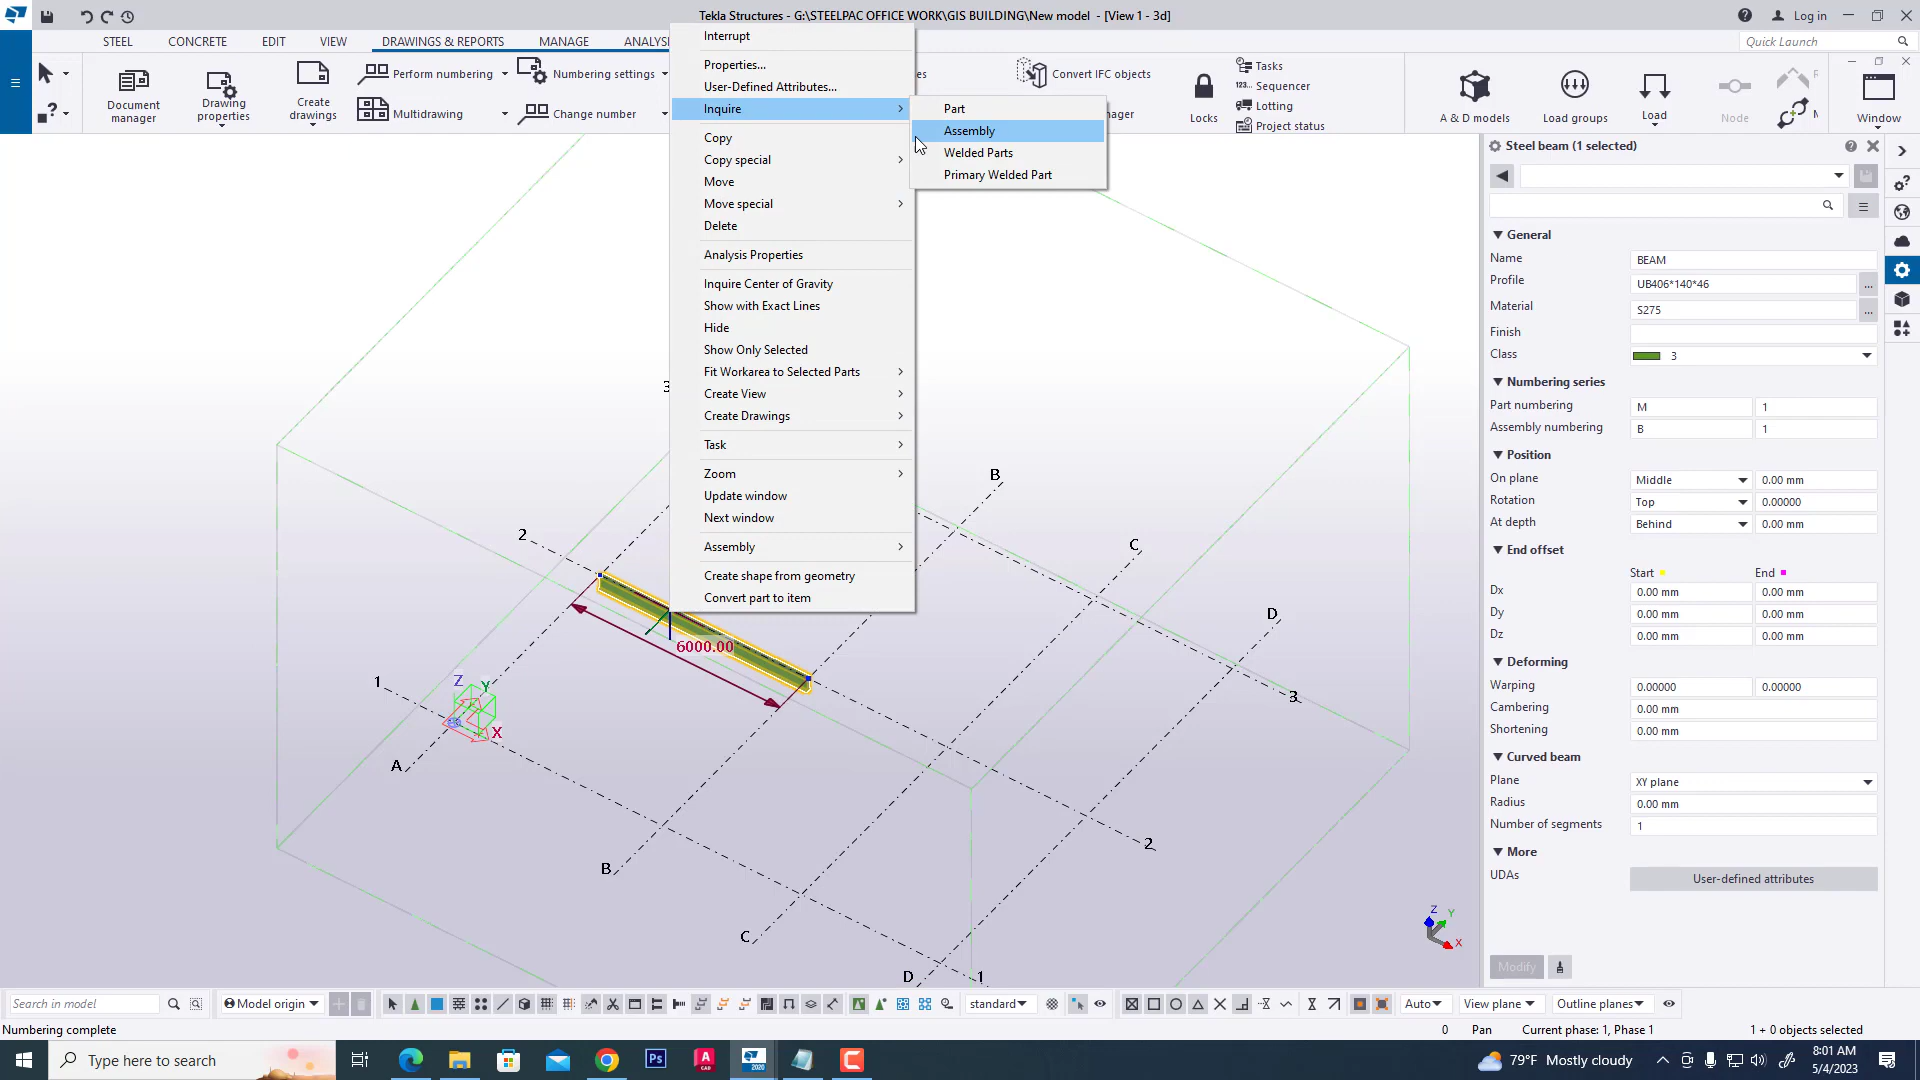 Tekla Structures - G:\STEELPAC OFFICE WORK\GIS BUILDING\New model - [View 1 - 3d]
Log in
STEEL CONCRETE EDIT VIEW DRAWINGS & REPORTS MANAGE
Quick Launch
Document manager
Drawing properties
Create drawings
Perform numbering
Multidrawing
Numbering settings
Change number
Convert IFC objects
Locks
Tasks
Sequencer
Lotting
Project status
A & D models
Load groups
Load
Node
Window
Interrupt
Properties...
User-Defined Attributes...
Inquire
Copy
Copy special
Move
Move special
Delete
Analysis Properties
Inquire Center of Gravity
Show with Exact Lines
Hide
Show Only Selected
Fit Workarea to Selected Parts
Create View
Create Drawings
Task
Zoom
Update window
Next window
Assembly
Create shape from geometry
Convert part to item
Part
Assembly
Welded Parts
Primary Welded Part
3
B
2
C
D
6000.00
1
Z
Y
X
3
A
2
B
C
D
1
Z
Y
X
Steel beam (1 selected)
General
Name BEAM
Profile UB406*140*46 ...
Material S275 ...
Finish
Class 3
Numbering series
Part numbering M 1
Assembly numbering B 1
Position
On plane Middle 0.00 mm
Rotation Top 0.00000
At depth Behind 0.00 mm
End offset
Start End
Dx 0.00 mm 0.00 mm
Dy 0.00 mm 0.00 mm
Dz 0.00 mm 0.00 mm
Deforming
Warping 0.00000 0.00000
Cambering 0.00 mm
Shortening 0.00 mm
Curved beam
Plane XY plane
Radius 0.00 mm
Number of segments 1
More
UDAs User-defined attributes
Modify
Search in model
Model origin
standard
Auto
View plane
Outline planes
Numbering complete
0 Pan Current phase: 1, Phase 1 1 + 0 objects selected
Type here to search
79°F Mostly cloudy
8:01 AM
5/4/2023